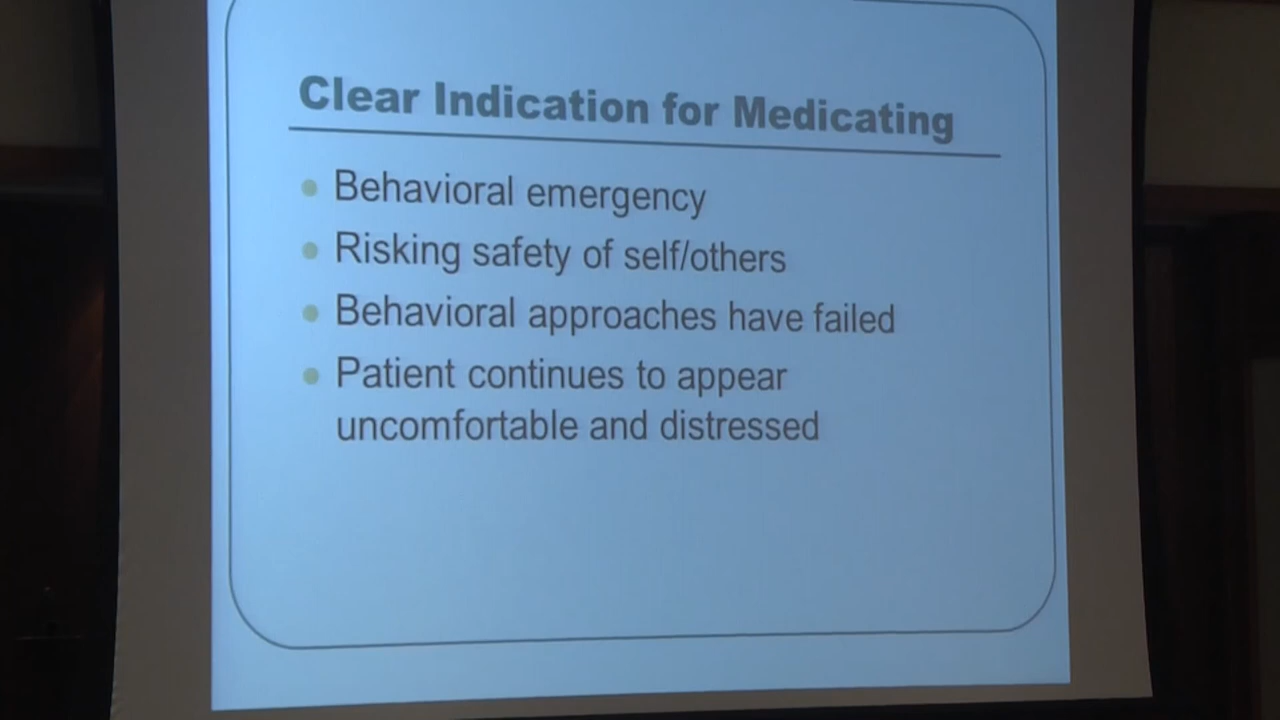 Clear Indication for Medicating
Behavioral emergency
Risking safety of self/others
Behavioral approaches have failed
Patient continues to appear
uncomfortable and distressed